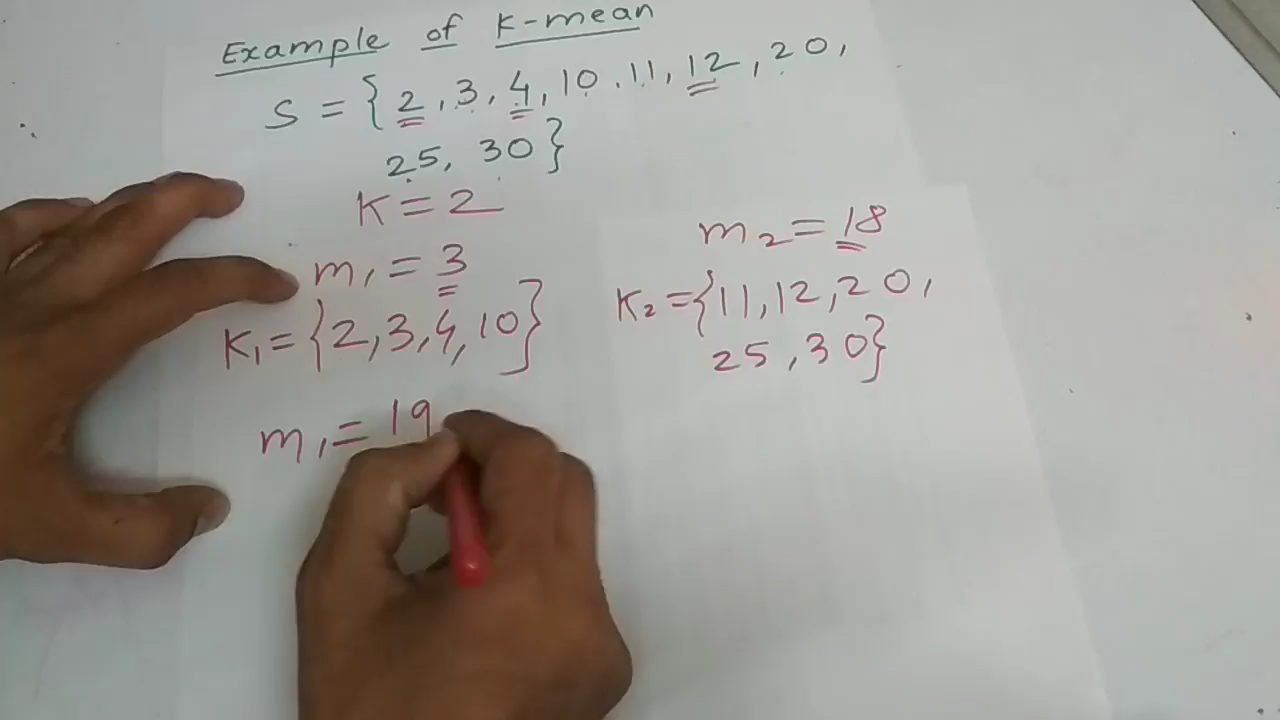 Example of K-mean
S = {2, 3, 4, 10, 11, 12, 20,
25, 30}
K = 2
m₁ = 3
m₂ = 18
K₁ = {2, 3, 4, 10}
K₂ = {11, 12, 20,
25, 30}
m₁ = 19